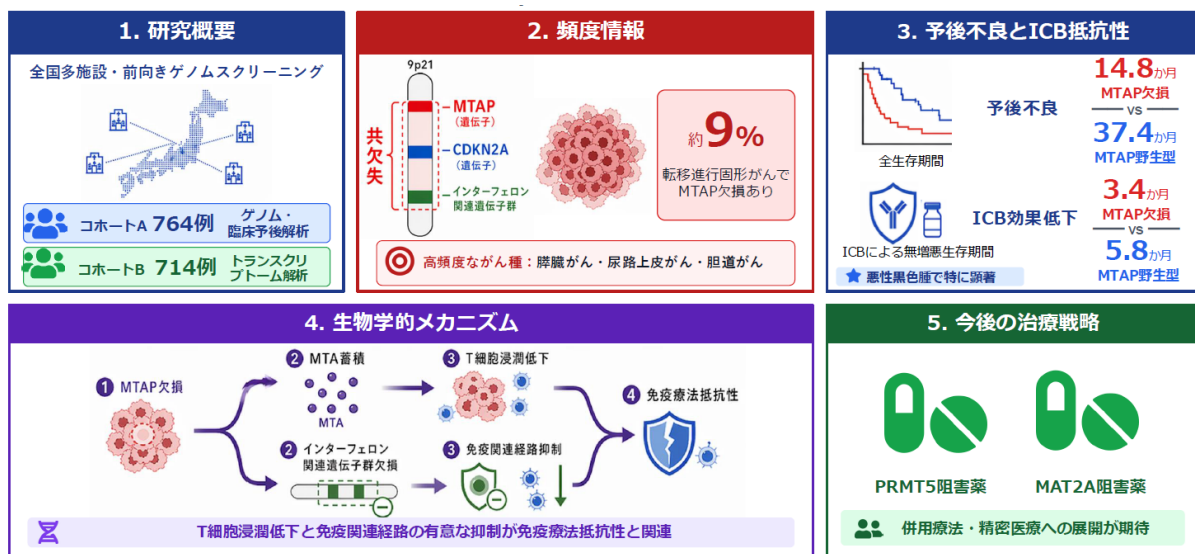 1. 研究概要
全国多施設・前向きゲノムスクリーニング
コホートA 764例
ゲノム・
臨床予後解析
コホートB 714例
トランスクリ
プトーム解析
2. 頻度情報
9p21
共欠失
MTAP
(遺伝子)
CDKN2A
(遺伝子)
インターフェロン
関連遺伝子群
約9%
転移進行固形がんで
MTAP欠損あり
高頻度ながん種：膵臓がん・尿路上皮がん・胆道がん
3. 予後不良とICB抵抗性
全生存期間
予後不良
14.8か月
MTAP欠損
vs
37.4か月
MTAP野生型
ICB効果低下
ICBによる無増悪生存期間
3.4か月
MTAP欠損
vs
5.8か月
MTAP野生型
悪性黒色腫で特に顕著
4. 生物学的メカニズム
1 MTAP欠損
2 MTA蓄積
MTA
3 T細胞浸潤低下
2 インターフェロン
関連遺伝子群欠損
3 免疫関連経路抑制
4 免疫療法抵抗性
T細胞浸潤低下と免疫関連経路の有意な抑制が免疫療法抵抗性と関連
5. 今後の治療戦略
PRMT5阻害薬
MAT2A阻害薬
併用療法・精密医療への展開が期待